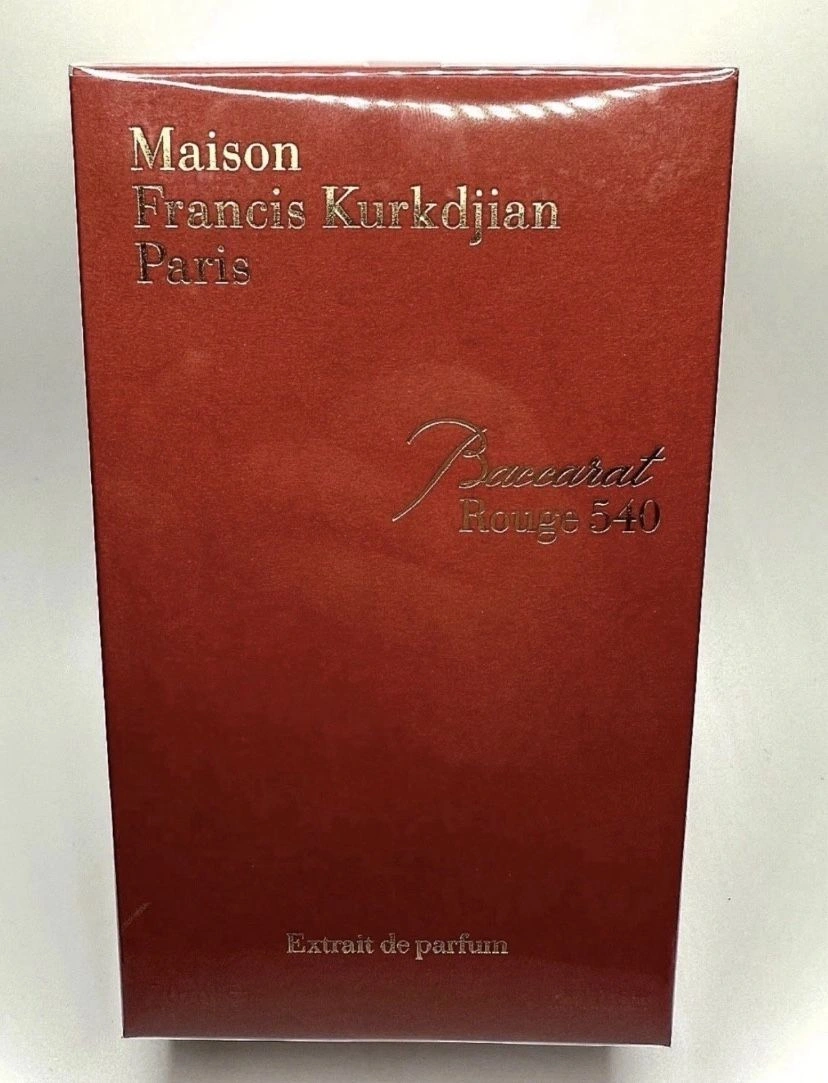 Maison
Francis Kurkdjian
Paris
Baccarat
Rouge 540
Extrait de parfum